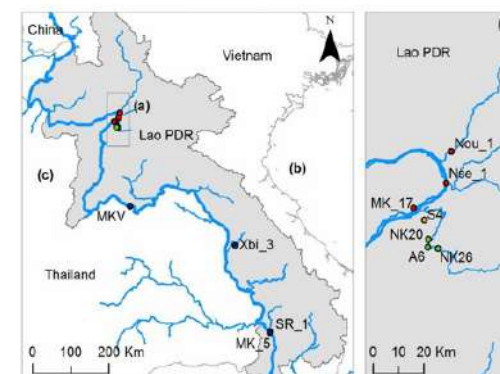 China
Vietnam
N
(a)
Lao PDR
(b)
(c)
MKV
Xbi_3
Thailand
SR_1
MK_5
0 100 200 Km
Lao PDR
Nou_1
Nse_1
MK_17
S4
NK20
A6
NK26
0 10 20 Km